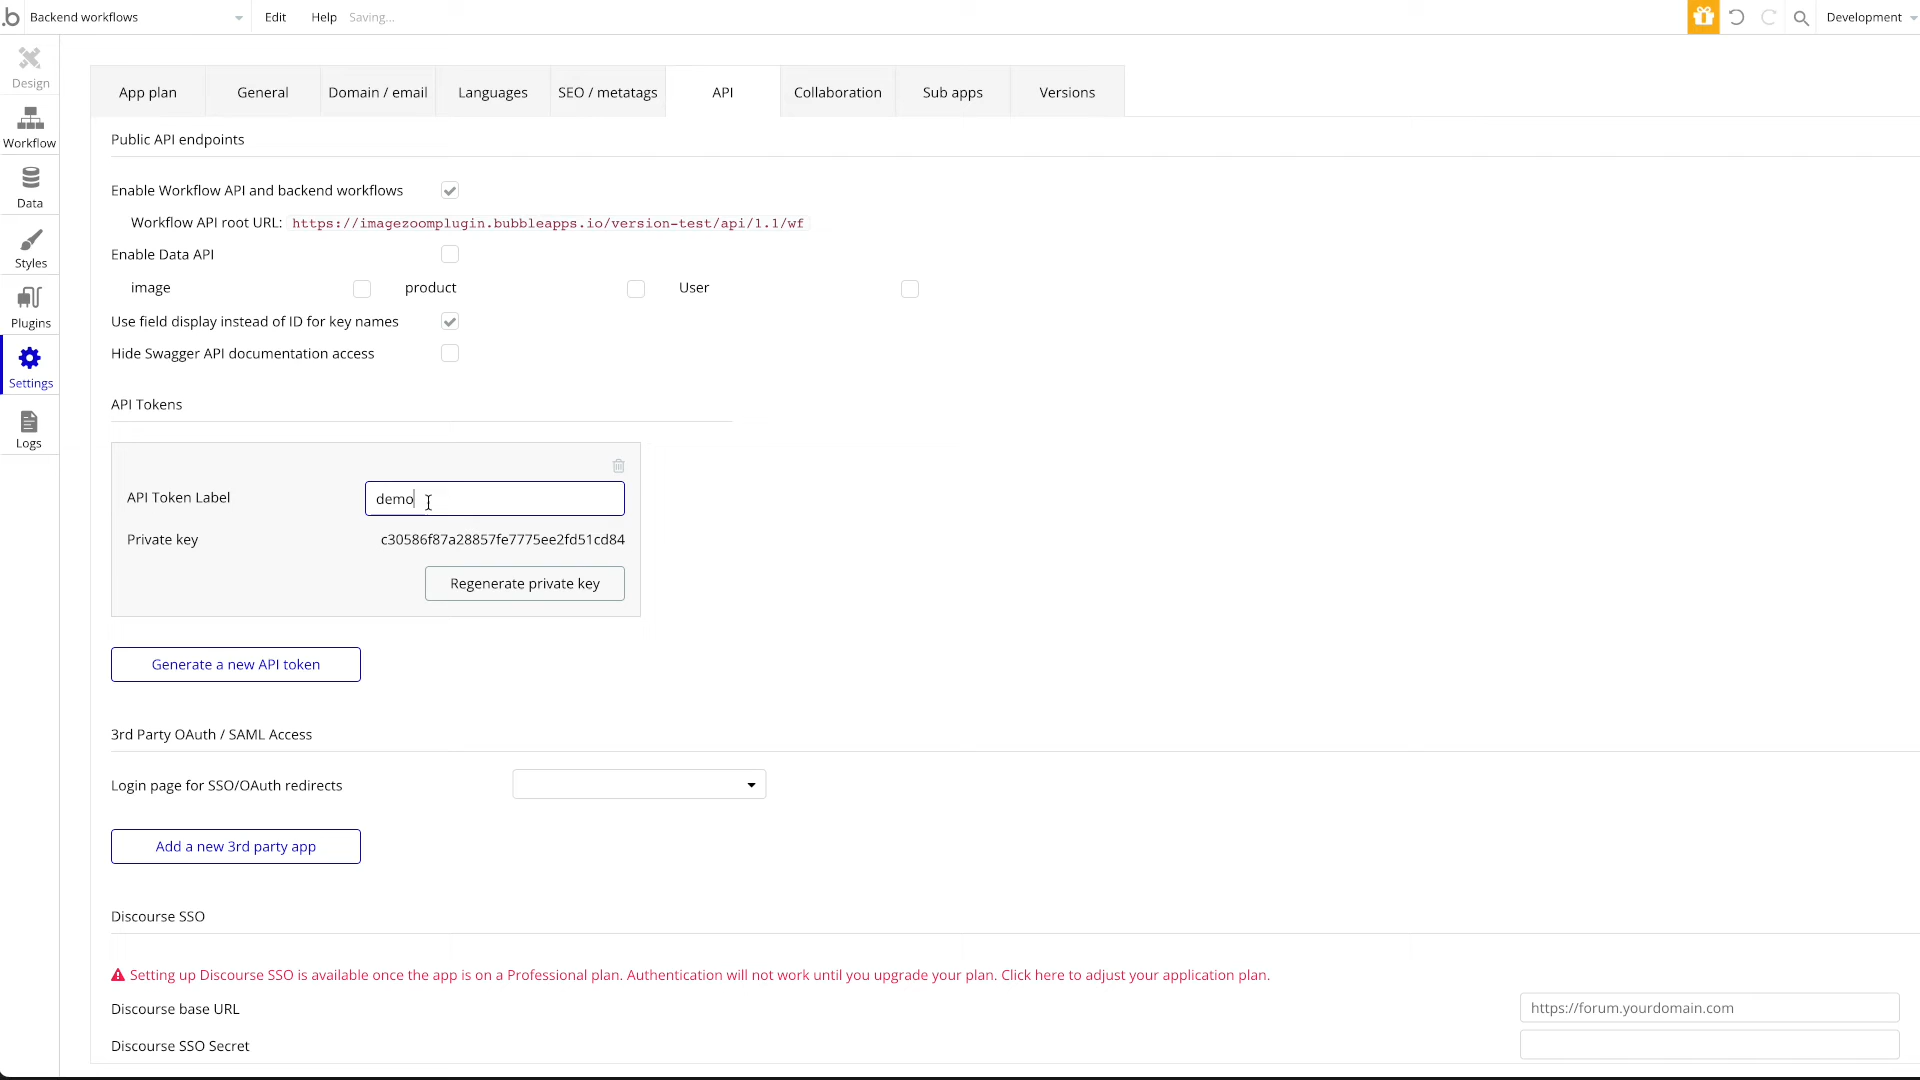 .b Backend workflows Edit Help Saving... Development
Design
Workflow
Data
Styles
Plugins
Settings
Logs
App plan General Domain / email Languages SEO / metatags API Collaboration Sub apps Versions
Public API endpoints
Enable Workflow API and backend workflows
Workflow API root URL: https://imagezoomplugin.bubbleapps.io/version-test/api/1.1/wf
Enable Data API
image product User
Use field display instead of ID for key names
Hide Swagger API documentation access
API Tokens
API Token Label demo
Private key c30586f87a28857fe7775ee2fd51cd84
Regenerate private key
Generate a new API token
3rd Party OAuth / SAML Access
Login page for SSO/OAuth redirects
Add a new 3rd party app
Discourse SSO
Setting up Discourse SSO is available once the app is on a Professional plan. Authentication will not work until you upgrade your plan. Click here to adjust your application plan.
Discourse base URL https://forum.yourdomain.com
Discourse SSO Secret